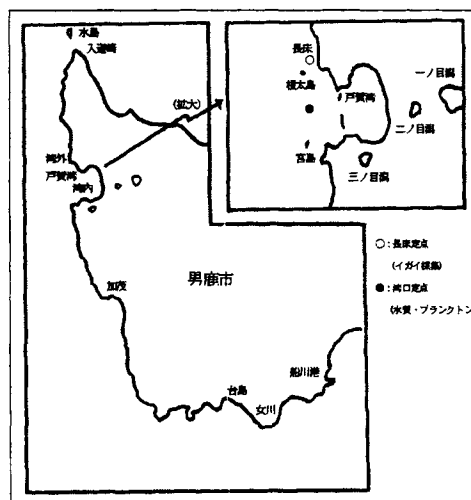 水島
入道崎
(拡大)
湾外
戸賀湾
湾内
加茂
男鹿市
台島
女川
船川港
長床
根太島
戸賀湾
宮島
一ノ目潟
二ノ目潟
三ノ目潟
○:長床定点
(イガイ採集)
●:湾口定点
(水質・プランクトン)